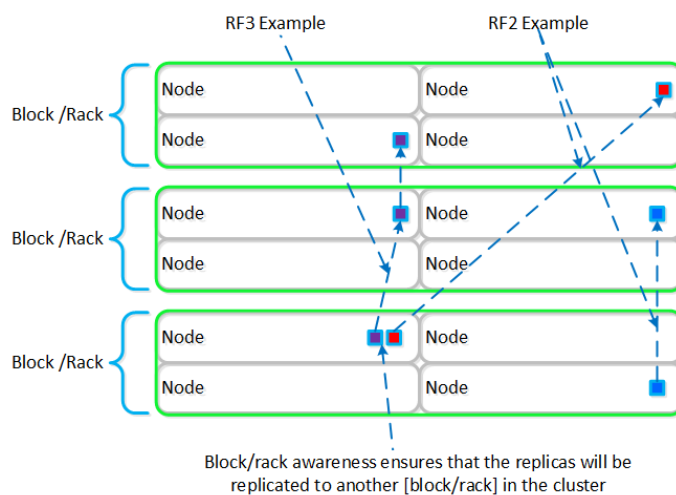 RF3 Example
RF2 Example
Node
Node
Block /Rack
Node
Node
Node
Node
Block /Rack
Node
Node
Node
Node
Block /Rack
Node
Node
Block/rack awareness ensures that the replicas will be
replicated to another [block/rack] in the cluster